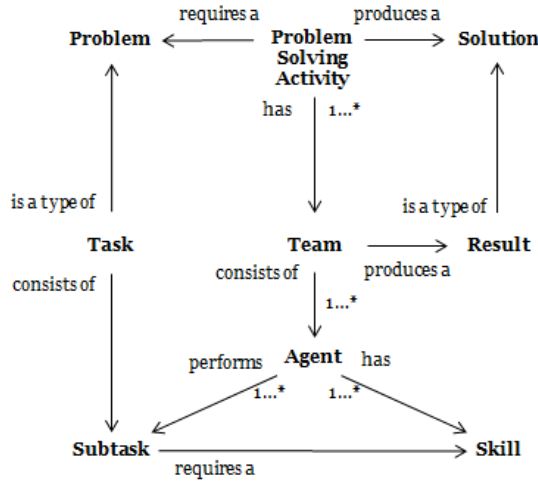 requires a
produces a
Problem
Problem
Solving
Activity
Solution
has
1...*
is a type of
is a type of
Task
Team
Result
consists of
consists of
produces a
1...*
performs
Agent
has
1...*
1...*
Subtask
Skill
requires a